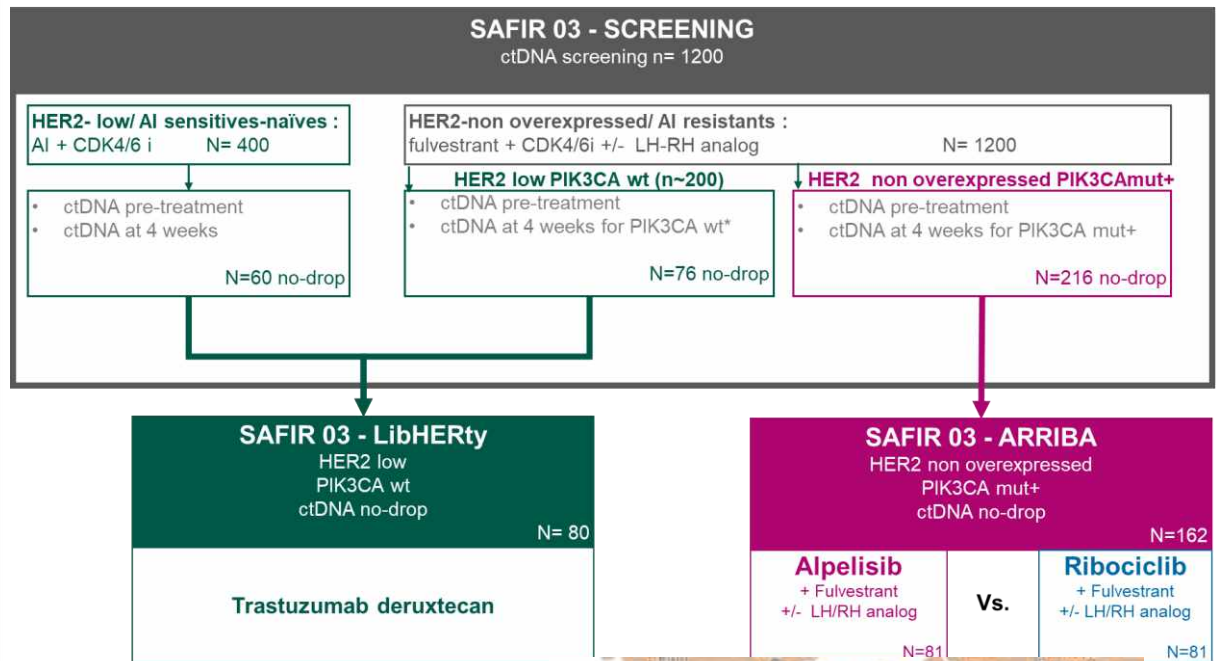 SAFIR 03 - SCREENING
ctDNA screening n= 1200
HER2- low/ AI sensitives-naïves :
AI + CDK4/6 i N= 400
HER2-non overexpressed/ AI resistants :
fulvestrant + CDK4/6i +/- LH-RH analog N= 1200
HER2 low PIK3CA wt (n~200)
HER2 non overexpressed PIK3CAmut+
• ctDNA pre-treatment
• ctDNA at 4 weeks
N=60 no-drop
• ctDNA pre-treatment
• ctDNA at 4 weeks for PIK3CA wt*
N=76 no-drop
• ctDNA pre-treatment
• ctDNA at 4 weeks for PIK3CA mut+
N=216 no-drop
SAFIR 03 - LibHERty
HER2 low
PIK3CA wt
ctDNA no-drop
N= 80
Trastuzumab deruxtecan
SAFIR 03 - ARRIBA
HER2 non overexpressed
PIK3CA mut+
ctDNA no-drop
N=162
Alpelisib
+ Fulvestrant
+/- LH/RH analog
N=81
Vs.
Ribociclib
+ Fulvestrant
+/- LH/RH analog
N=81